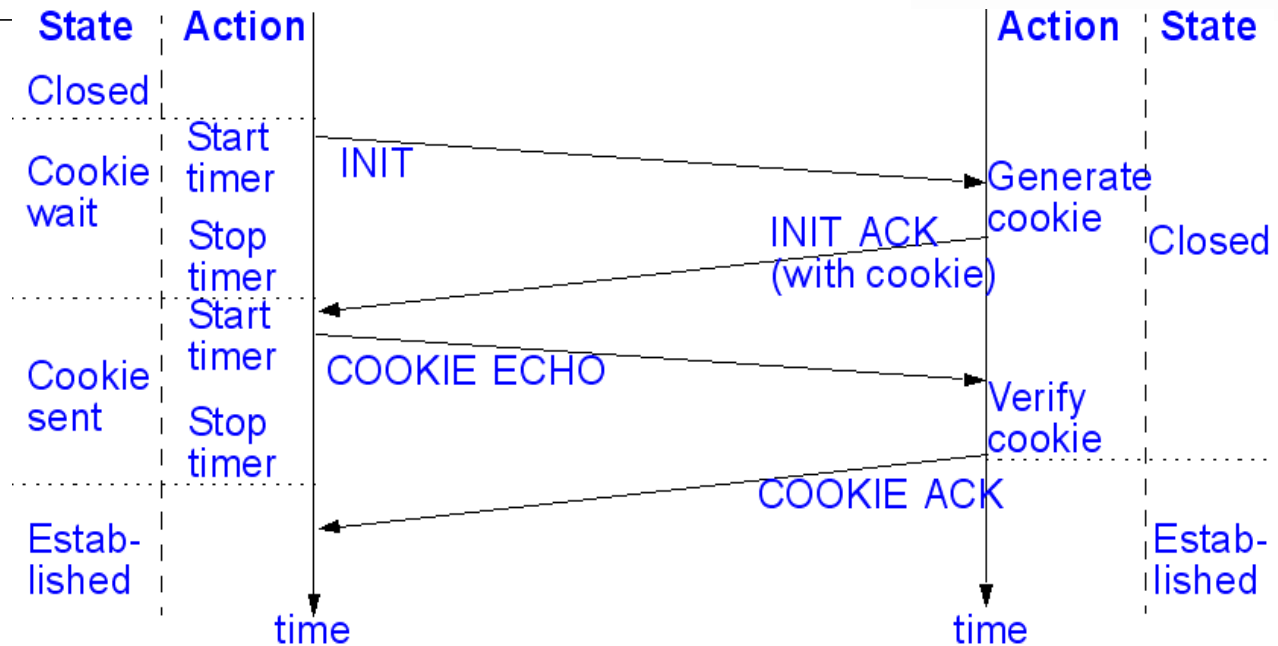 State Action Action State
Closed
Start
timer
INIT
Cookie
wait
Generate
cookie
Stop
timer
INIT ACK
(with cookie)
Closed
Start
timer
COOKIE ECHO
Cookie
sent
Verify
cookie
Stop
timer
COOKIE ACK
Estab-
lished
Estab-
lished
time
time